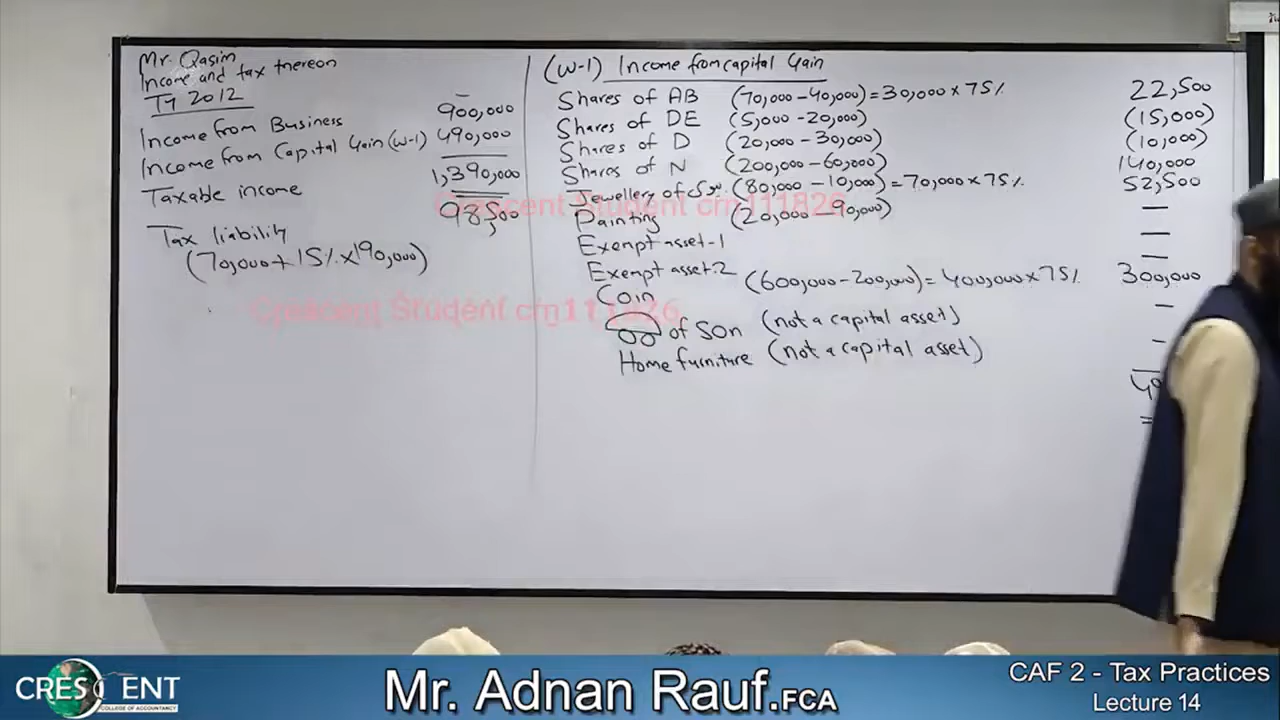 Mr. Qasim
Income and tax thereon
TY 2012
Income from Business 900,000
Income from Capital Gain (W-1) 490,000
Taxable income 1,390,000
Tax liability 98,500
(70,000 + 15% × 190,000)
(W-1) Income from capital Gain
Shares of AB (70,000 - 40,000) = 30,000 × 75% 22,500
Shares of DE (5,000 - 20,000) (15,000)
Shares of D (20,000 - 30,000) (10,000)
Shares of N (200,000 - 60,000) 140,000
Jewellery of (80,000 - 10,000) = 70,000 × 75% 52,500
Painting (20,000 - 90,000) —
Exempt asset-1 —
Exempt asset-2 —
Coin (600,000 - 200,000) = 400,000 × 75% 300,000
of Son (not a capital asset) -
Home furniture (not a capital asset) -
Crescent Student crn111826
Crescent Student crn111826
CRESCENT
COLLEGE OF ACCOUNTANCY
Mr. Adnan Rauf.FCA
CAF 2 - Tax Practices
Lecture 14